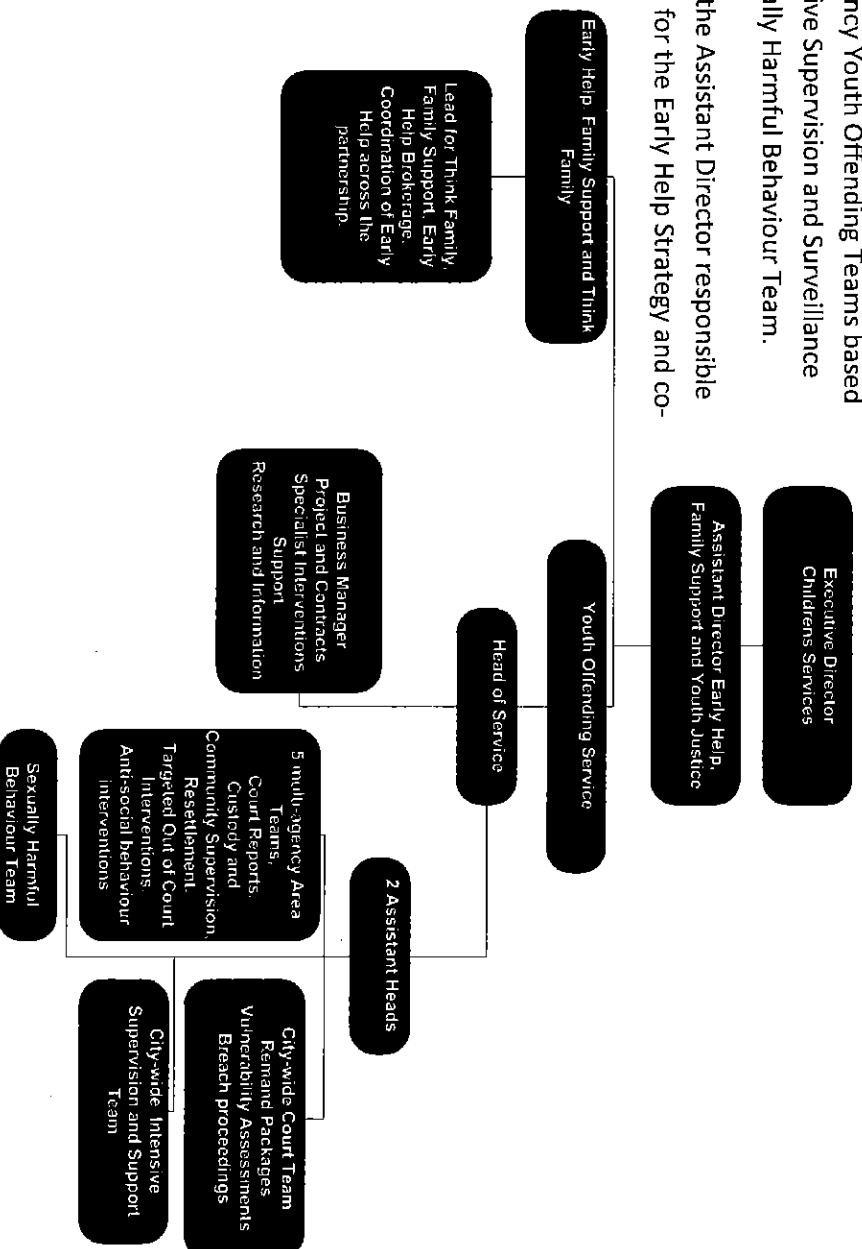 ncy Youth Offending Teams based
ive Supervision and Surveillance
ally Harmful Behaviour Team.
the Assistant Director responsible
for the Early Help Strategy and co-
Executive Director
Childrens Services
Assistant Director Early Help,
Family Support and Youth Justice
Early Help, Family Support and Think
Family
Youth Offending Service
Lead for Think Family,
Family Support, Early
Help Brokerage.
Coordination of Early
Help across the
partnership.
Head of Service
Business Manager
Project and Contracts
Specialist Interventions
Support
Research and Information
2 Assistant Heads
5 multi-agency Area
Teams,
Court Reports,
Custody and
Community Supervision,
Resettlement.
Targeted Out of Court
Interventions.
Anti-social behaviour
interventions
City-wide Court Team
Remand Packages
Vulnerability Assessments
Breach proceedings
Sexually Harmful
Behaviour Team
City-wide Intensive
Supervision and Support
Team